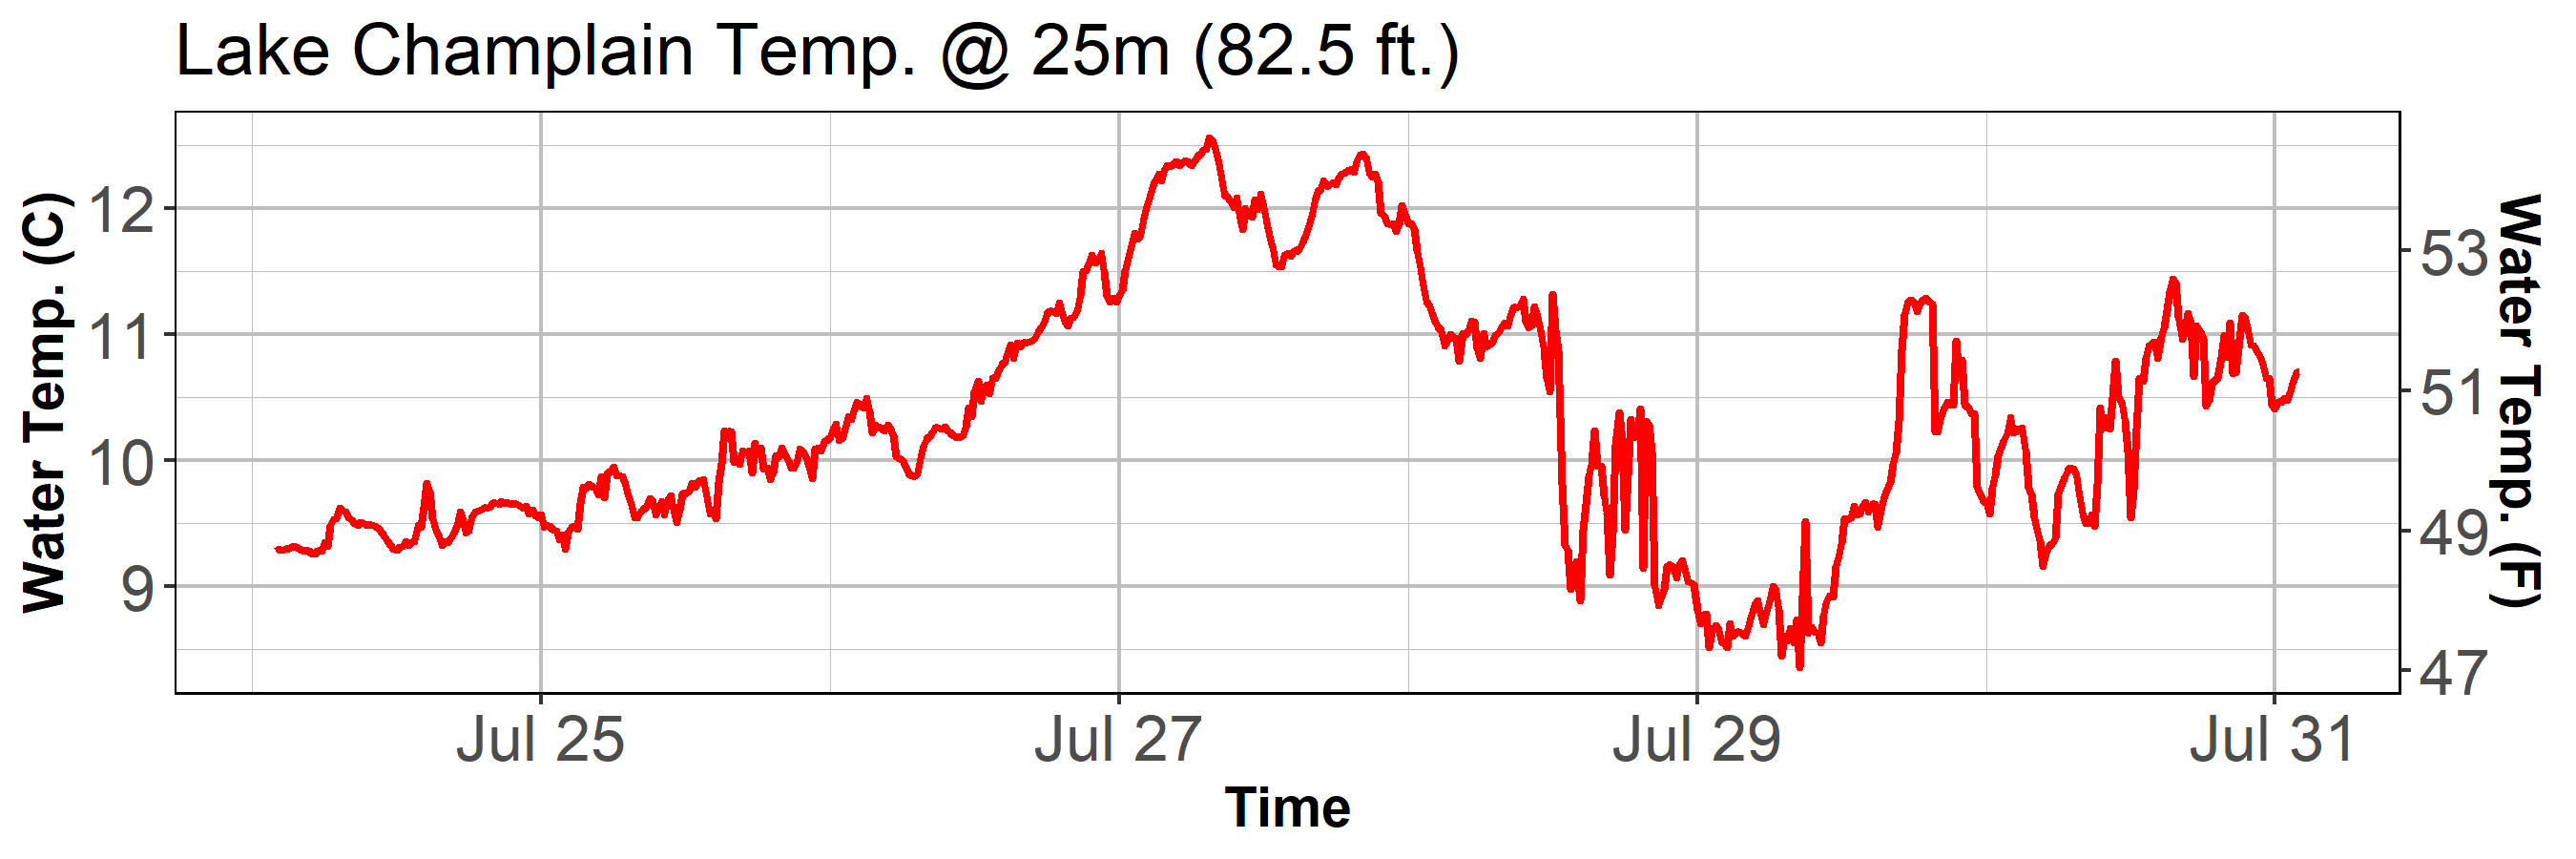 Lake Champlain Temp. @ 25m (82.5 ft.)
Water Temp. (C)
12
11
10
9
53
51
49
47
Water Temp. (F)
Jul 25 Jul 27 Jul 29 Jul 31
Time